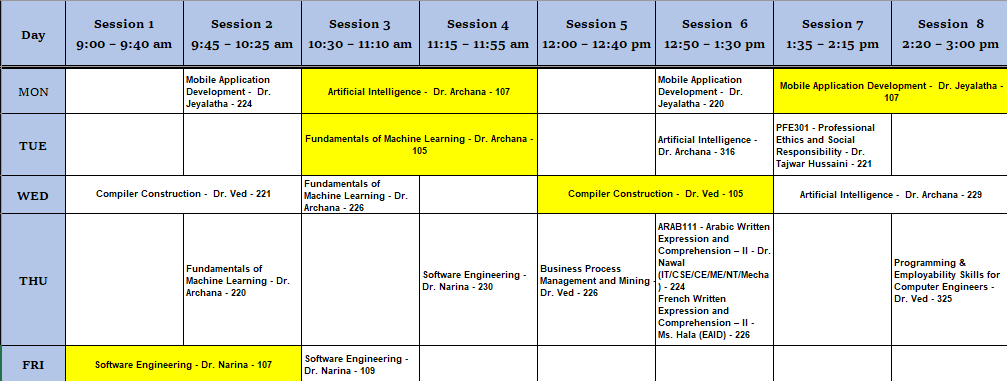 Day
Session 1
9:00 – 9:40 am
Session 2
9:45 – 10:25 am
Session 3
10:30 – 11:10 am
Session 4
11:15 – 11:55 am
Session 5
12:00 – 12:40 pm
Session 6
12:50 – 1:30 pm
Session 7
1:35 – 2:15 pm
Session 8
2:20 – 3:00 pm
MON
Mobile Application
Development - Dr.
Jeyalatha - 224
Artificial Intelligence - Dr. Archana - 107
Mobile Application
Development - Dr.
Jeyalatha - 220
Mobile Application Development - Dr. Jeyalatha -
107
TUE
Fundamentals of Machine Learning - Dr. Archana -
105
Artificial Intelligence -
Dr. Archana - 316
PFE301 - Professional
Ethics and Social
Responsibility - Dr.
Tajwar Hussaini - 221
WED
Compiler Construction - Dr. Ved - 221
Fundamentals of
Machine Learning - Dr.
Archana - 226
Compiler Construction - Dr. Ved - 105
Artificial Intelligence - Dr. Archana - 229
THU
Fundamentals of
Machine Learning - Dr.
Archana - 220
Software Engineering -
Dr. Narina - 230
Business Process
Management and Mining -
Dr. Ved - 226
ARAB111 - Arabic Written
Expression and
Comprehension – II - Dr.
Nawal
(IT/CSE/CE/ME/NT/Mecha
) - 224
French Written
Expression and
Comprehension – II -
Ms. Hala (EAID) - 226
Programming &
Employability Skills for
Computer Engineers -
Dr. Ved - 325
FRI
Software Engineering - Dr. Narina - 107
Software Engineering -
Dr. Narina - 109